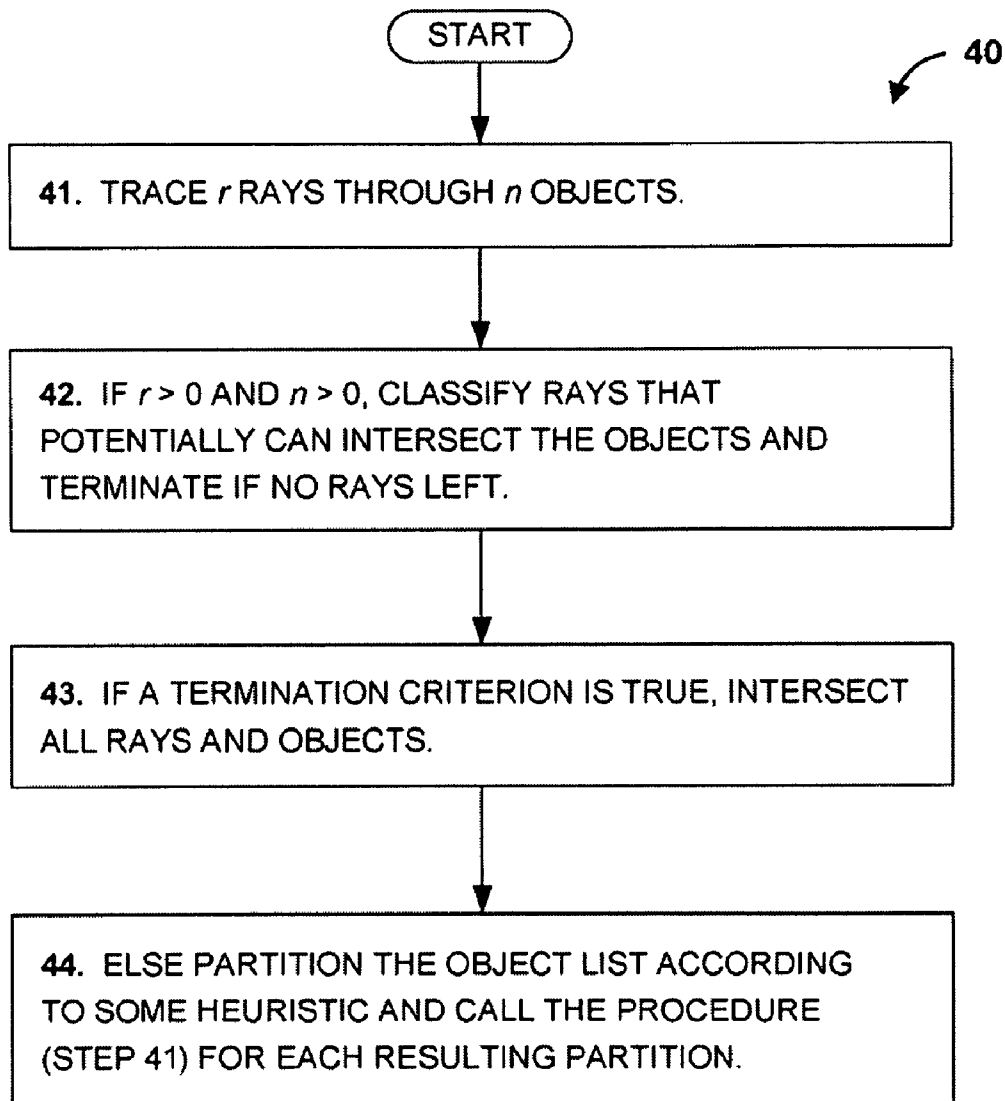 START
40
41. TRACE r RAYS THROUGH n OBJECTS.
42. IF r > 0 AND n > 0, CLASSIFY RAYS THAT
POTENTIALLY CAN INTERSECT THE OBJECTS AND
TERMINATE IF NO RAYS LEFT.
43. IF A TERMINATION CRITERION IS TRUE, INTERSECT
ALL RAYS AND OBJECTS.
44. ELSE PARTITION THE OBJECT LIST ACCORDING
TO SOME HEURISTIC AND CALL THE PROCEDURE
(STEP 41) FOR EACH RESULTING PARTITION.